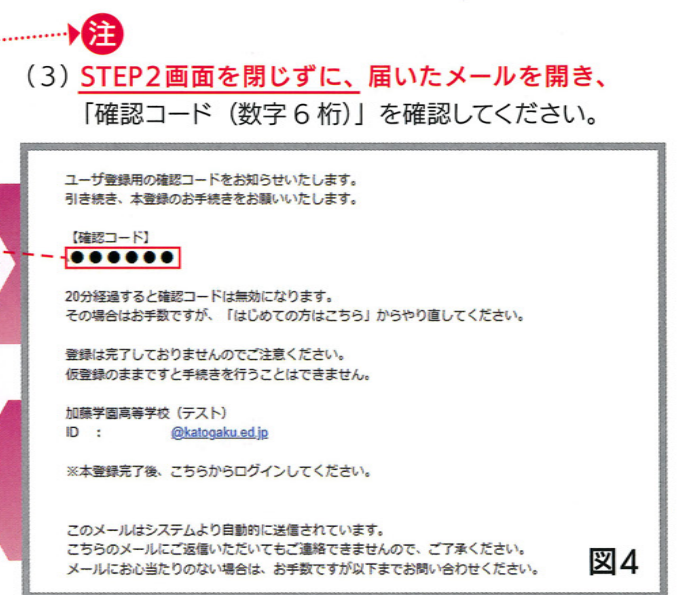 注
(3) STEP2画面を閉じずに、届いたメールを開き、
「確認コード（数字6桁）」を確認してください。
ユーザ登録用の確認コードをお知らせいたします。
引き続き、本登録のお手続きをお願いいたします。
【確認コード】
●●●●●●
20分経過すると確認コードは無効になります。
その場合はお手数ですが、「はじめての方はこちら」からやり直してください。
登録は完了しておりませんのでご注意ください。
仮登録のままですと手続きを行うことはできません。
加藤学園高等学校（テスト）
ID ： @katogaku.ed.jp
※本登録完了後、こちらからログインしてください。
このメールはシステムより自動的に送信されています。
こちらのメールにご返信いただいてもご連絡できませんので、ご了承ください。
メールにお心当たりのない場合は、お手数ですが以下までお問い合わせください。
図4